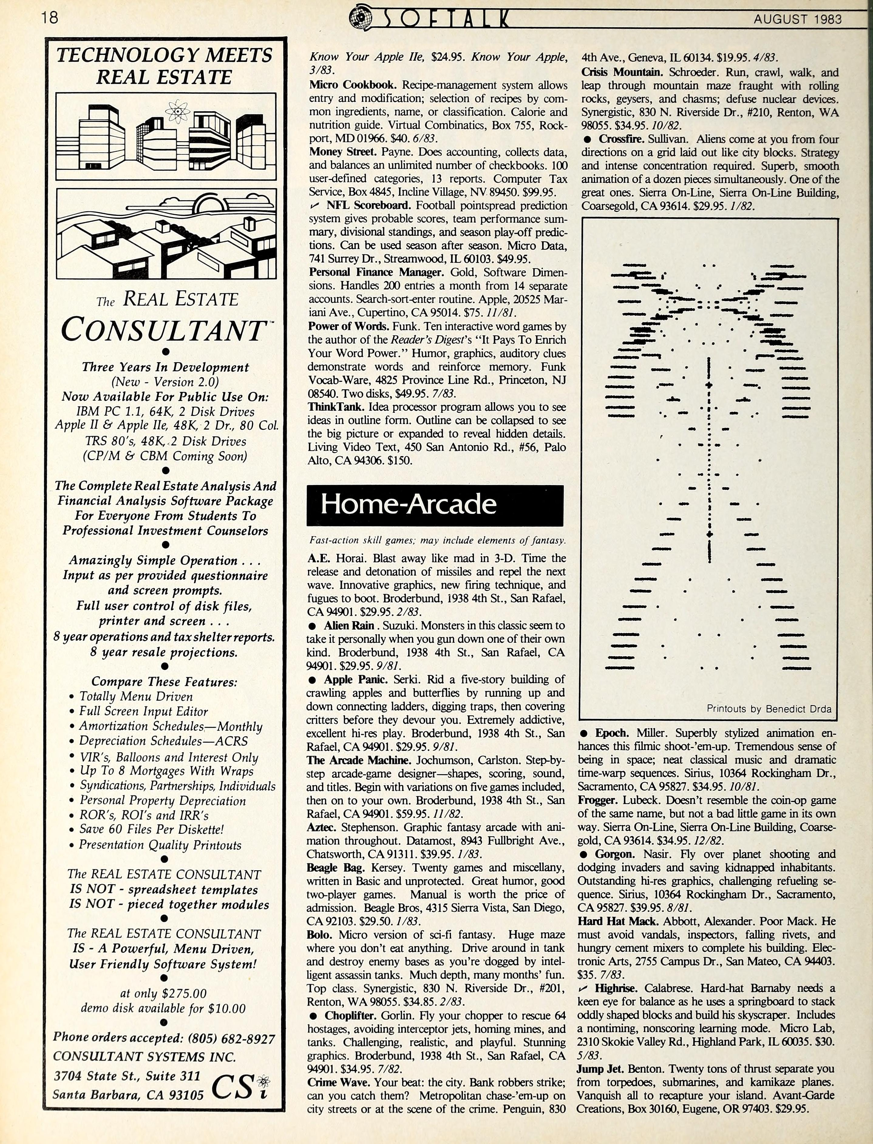 18
SOFTALK
AUGUST 1983
TECHNOLOGY MEETS
REAL ESTATE
The REAL ESTATE
CONSULTANT™
Three Years In Development
(New - Version 2.0)
Now Available For Public Use On:
IBM PC 1.1, 64K, 2 Disk Drives
Apple II & Apple IIe, 48K, 2 Dr., 80 Col.
TRS 80's, 48K, 2 Disk Drives
(CP/M & CBM Coming Soon)
The Complete Real Estate Analysis And
Financial Analysis Software Package
For Everyone From Students To
Professional Investment Counselors
Amazingly Simple Operation . . .
Input as per provided questionnaire
and screen prompts.
Full user control of disk files,
printer and screen . . .
8 year operations and tax shelter reports.
8 year resale projections.
Compare These Features:
• Totally Menu Driven
• Full Screen Input Editor
• Amortization Schedules—Monthly
• Depreciation Schedules—ACRS
• VIR's, Balloons and Interest Only
• Up To 8 Mortgages With Wraps
• Syndications, Partnerships, Individuals
• Personal Property Depreciation
• ROR's, ROI's and IRR's
• Save 60 Files Per Diskette!
• Presentation Quality Printouts
The REAL ESTATE CONSULTANT
IS NOT - spreadsheet templates
IS NOT - pieced together modules
The REAL ESTATE CONSULTANT
IS - A Powerful, Menu Driven,
User Friendly Software System!
at only $275.00
demo disk available for $10.00
Phone orders accepted: (805) 682-8927
CONSULTANT SYSTEMS INC.
3704 State St., Suite 311
Santa Barbara, CA 93105
CSi
Know Your Apple IIe, $24.95. Know Your Apple,
3/83.
Micro Cookbook. Recipe-management system allows
entry and modification; selection of recipes by com-
mon ingredients, name, or classification. Calorie and
nutrition guide. Virtual Combinatics, Box 755, Rock-
port, MD 01966. $40. 6/83.
Money Street. Payne. Does accounting, collects data,
and balances an unlimited number of checkbooks. 100
user-defined categories, 13 reports. Computer Tax
Service, Box 4845, Incline Village, NV 89450. $99.95.
✓ NFL Scoreboard. Football pointspread prediction
system gives probable scores, team performance sum-
mary, divisional standings, and season play-off predic-
tions. Can be used season after season. Micro Data,
741 Surrey Dr., Streamwood, IL 60103. $49.95.
Personal Finance Manager. Gold, Software Dimen-
sions. Handles 200 entries a month from 14 separate
accounts. Search-sort-enter routine. Apple, 20525 Mar-
iani Ave., Cupertino, CA 95014. $75. 11/81.
Power of Words. Funk. Ten interactive word games by
the author of the Reader's Digest's "It Pays To Enrich
Your Word Power." Humor, graphics, auditory clues
demonstrate words and reinforce memory. Funk
Vocab-Ware, 4825 Province Line Rd., Princeton, NJ
08540. Two disks, $49.95. 7/83.
ThinkTank. Idea processor program allows you to see
ideas in outline form. Outline can be collapsed to see
the big picture or expanded to reveal hidden details.
Living Video Text, 450 San Antonio Rd., #56, Palo
Alto, CA 94306. $150.
Home-Arcade
Fast-action skill games; may include elements of fantasy.
A.E. Horai. Blast away like mad in 3-D. Time the
release and detonation of missiles and repel the next
wave. Innovative graphics, new firing technique, and
fugues to boot. Broderbund, 1938 4th St., San Rafael,
CA 94901. $29.95. 2/83.
• Alien Rain . Suzuki. Monsters in this classic seem to
take it personally when you gun down one of their own
kind. Broderbund, 1938 4th St., San Rafael, CA
94901. $29.95. 9/81.
• Apple Panic. Serki. Rid a five-story building of
crawling apples and butterflies by running up and
down connecting ladders, digging traps, then covering
critters before they devour you. Extremely addictive,
excellent hi-res play. Broderbund, 1938 4th St., San
Rafael, CA 94901. $29.95. 9/81.
The Arcade Machine. Jochumson, Carlston. Step-by-
step arcade-game designer—shapes, scoring, sound,
and titles. Begin with variations on five games included,
then on to your own. Broderbund, 1938 4th St., San
Rafael, CA 94901. $59.95. 11/82.
Aztec. Stephenson. Graphic fantasy arcade with ani-
mation throughout. Datamost, 8943 Fullbright Ave.,
Chatsworth, CA 91311. $39.95. 1/83.
Beagle Bag. Kersey. Twenty games and miscellany,
written in Basic and unprotected. Great humor, good
two-player games. Manual is worth the price of
admission. Beagle Bros, 4315 Sierra Vista, San Diego,
CA 92103. $29.50. 1/83.
Bolo. Micro version of sci-fi fantasy. Huge maze
where you don't eat anything. Drive around in tank
and destroy enemy bases as you're dogged by intel-
ligent assassin tanks. Much depth, many months' fun.
Top class. Synergistic, 830 N. Riverside Dr., #201,
Renton, WA 98055. $34.85. 2/83.
• Choplifter. Gorlin. Fly your chopper to rescue 64
hostages, avoiding interceptor jets, homing mines, and
tanks. Challenging, realistic, and playful. Stunning
graphics. Broderbund, 1938 4th St., San Rafael, CA
94901. $34.95. 7/82.
Crime Wave. Your beat: the city. Bank robbers strike;
can you catch them? Metropolitan chase-'em-up on
city streets or at the scene of the crime. Penguin, 830
4th Ave., Geneva, IL 60134. $19.95. 4/83.
Crisis Mountain. Schroeder. Run, crawl, walk, and
leap through mountain maze fraught with rolling
rocks, geysers, and chasms; defuse nuclear devices.
Synergistic, 830 N. Riverside Dr., #210, Renton, WA
98055. $34.95. 10/82.
• Crossfire. Sullivan. Aliens come at you from four
directions on a grid laid out like city blocks. Strategy
and intense concentration required. Superb, smooth
animation of a dozen pieces simultaneously. One of the
great ones. Sierra On-Line, Sierra On-Line Building,
Coarsegold, CA 93614. $29.95. 1/82.
Printouts by Benedict Drda
• Epoch. Miller. Superbly stylized animation en-
hances this filmic shoot-'em-up. Tremendous sense of
being in space; neat classical music and dramatic
time-warp sequences. Sirius, 10364 Rockingham Dr.,
Sacramento, CA 95827. $34.95. 10/81.
Frogger. Lubeck. Doesn't resemble the coin-op game
of the same name, but not a bad little game in its own
way. Sierra On-Line, Sierra On-Line Building, Coarse-
gold, CA 93614. $34.95. 12/82.
• Gorgon. Nasir. Fly over planet shooting and
dodging invaders and saving kidnapped inhabitants.
Outstanding hi-res graphics, challenging refueling se-
quence. Sirius, 10364 Rockingham Dr., Sacramento,
CA 95827. $39.95. 8/81.
Hard Hat Mack. Abbott, Alexander. Poor Mack. He
must avoid vandals, inspectors, falling rivets, and
hungry cement mixers to complete his building. Elec-
tronic Arts, 2755 Campus Dr., San Mateo, CA 94403.
$35. 7/83.
✓ Highrise. Calabrese. Hard-hat Barnaby needs a
keen eye for balance as he uses a springboard to stack
oddly shaped blocks and build his skyscraper. Includes
a nontiming, nonscoring learning mode. Micro Lab,
2310 Skokie Valley Rd., Highland Park, IL 60035. $30.
5/83.
Jump Jet. Benton. Twenty tons of thrust separate you
from torpedoes, submarines, and kamikaze planes.
Vanquish all to recapture your island. Avant-Garde
Creations, Box 30160, Eugene, OR 97403. $29.95.